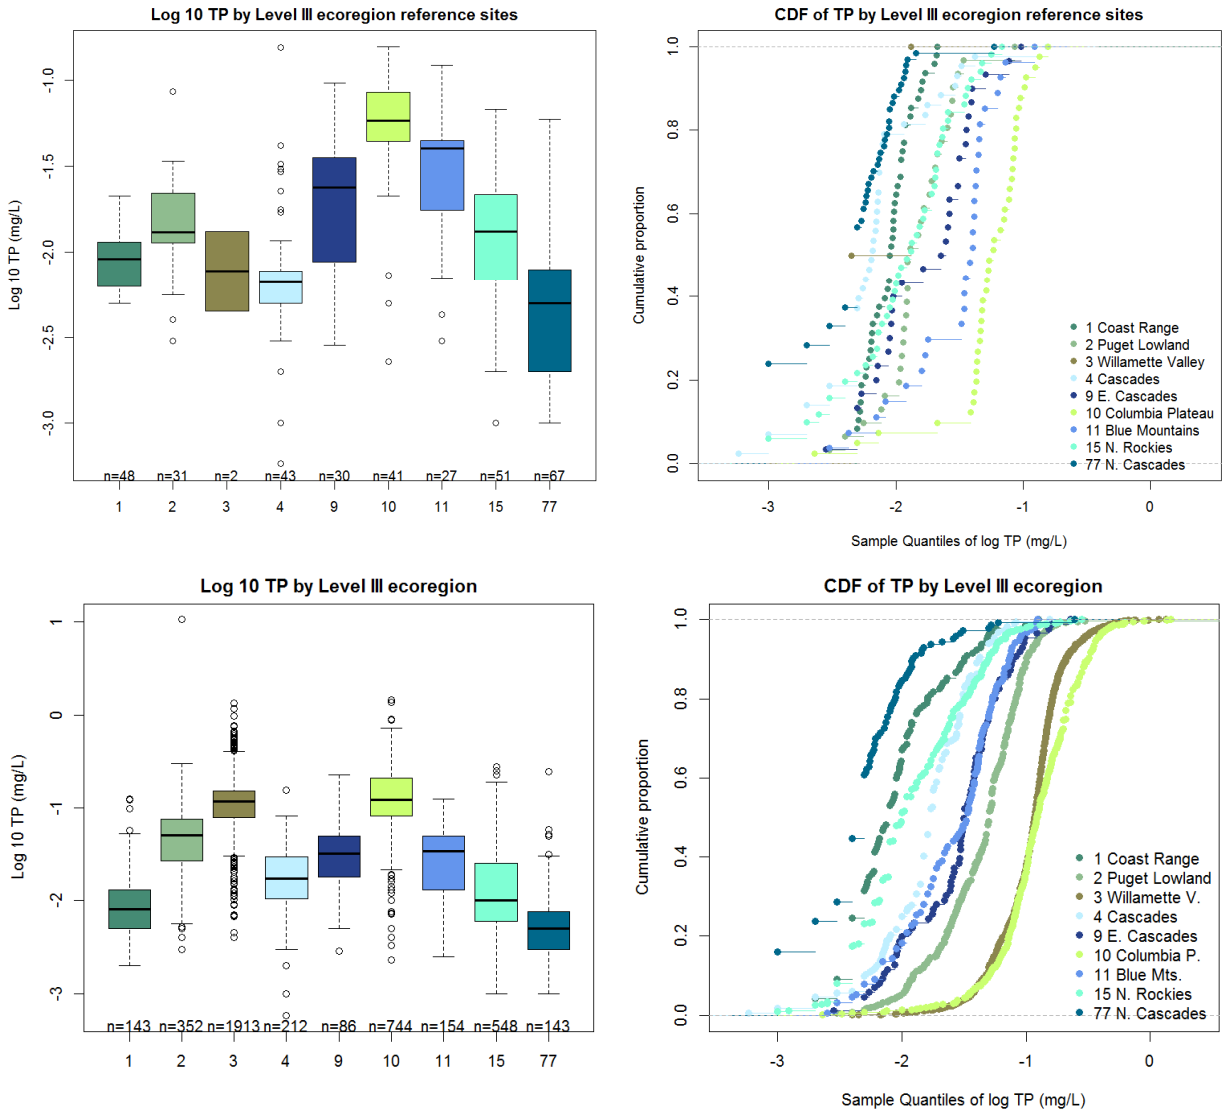 Log 10 TP by Level III ecoregion reference sites
Log 10 TP (mg/L)
-1.0
-1.5
-2.0
-2.5
-3.0
n=48 n=31 n=2 n=43 n=30 n=41 n=27 n=51 n=67
1 2 3 4 9 10 11 15 77
CDF of TP by Level III ecoregion reference sites
Cumulative proportion
1.0
0.8
0.6
0.4
0.2
0.0
1 Coast Range
2 Puget Lowland
3 Willamette Valley
4 Cascades
9 E. Cascades
10 Columbia Plateau
11 Blue Mountains
15 N. Rockies
77 N. Cascades
-3 -2 -1 0
Sample Quantiles of log TP (mg/L)
Log 10 TP by Level III ecoregion
Log 10 TP (mg/L)
1
0
-1
-2
-3
n=143 n=352 n=1913 n=212 n=86 n=744 n=154 n=548 n=143
1 2 3 4 9 10 11 15 77
CDF of TP by Level III ecoregion
Cumulative proportion
1.0
0.8
0.6
0.4
0.2
0.0
1 Coast Range
2 Puget Lowland
3 Willamette V.
4 Cascades
9 E. Cascades
10 Columbia P.
11 Blue Mts.
15 N. Rockies
77 N. Cascades
-3 -2 -1 0
Sample Quantiles of log TP (mg/L)